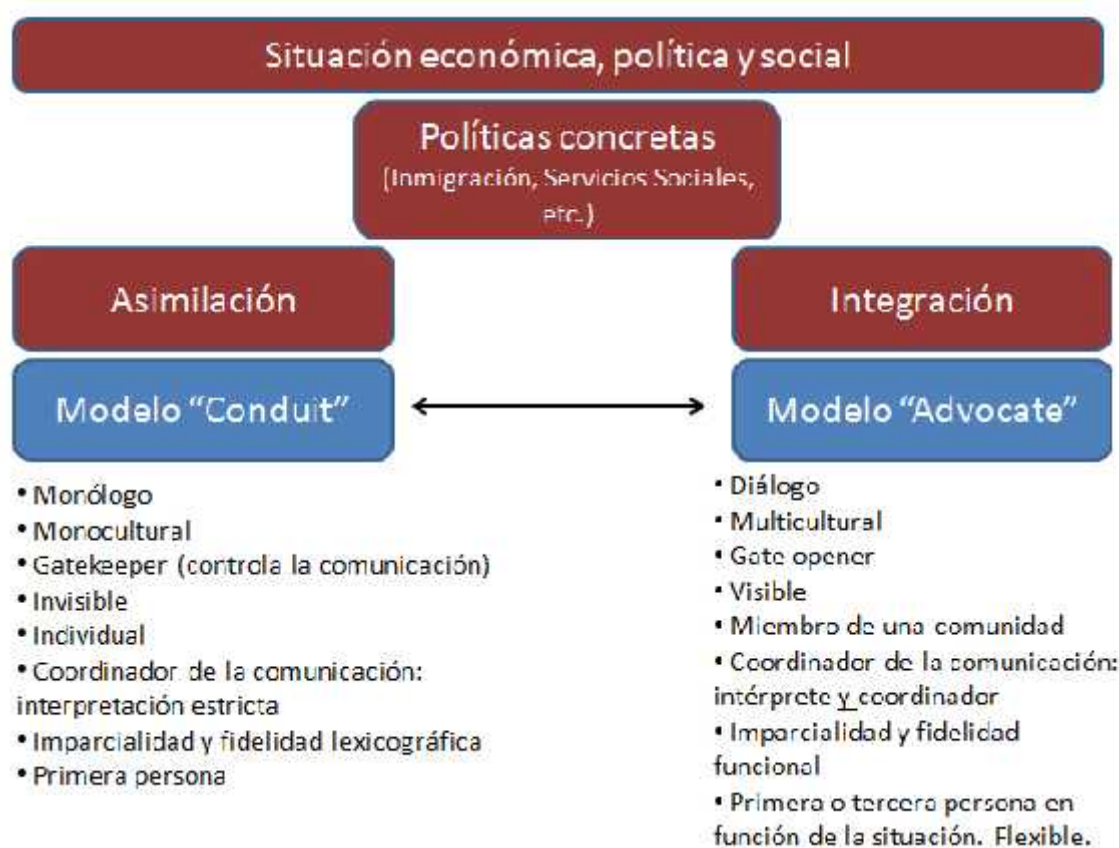 Situación económica, política y social
Políticas concretas
(Inmigración, Servicios Sociales,
etc.)
Asimilación
Integración
Modelo "Conduit"
Modelo "Advocate"
• Monólogo
• Monocultural
• Gatekeeper (controla la comunicación)
• Invisible
• Individual
• Coordinador de la comunicación:
interpretación estricta
• Imparcialidad y fidelidad lexicográfica
• Primera persona
• Diálogo
• Multicultural
• Gate opener
• Visible
• Miembro de una comunidad
• Coordinador de la comunicación:
intérprete y coordinador
• Imparcialidad y fidelidad
funcional
• Primera o tercera persona en
función de la situación. Flexible.